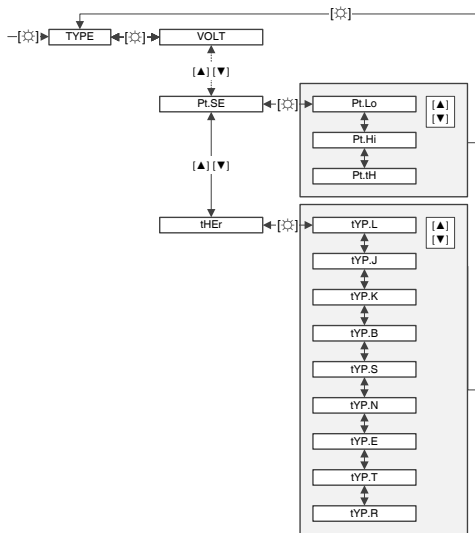 [☼]
[☼] TYPE [☼] VOLT
[▲] [▼]
Pt.SE [☼] Pt.Lo [▲]
[▼]
Pt.Hi
[▲] [▼]
Pt.tH
tHEr [☼] tYP.L [▲]
[▼]
tYP.J
tYP.K
tYP.B
tYP.S
tYP.N
tYP.E
tYP.T
tYP.R